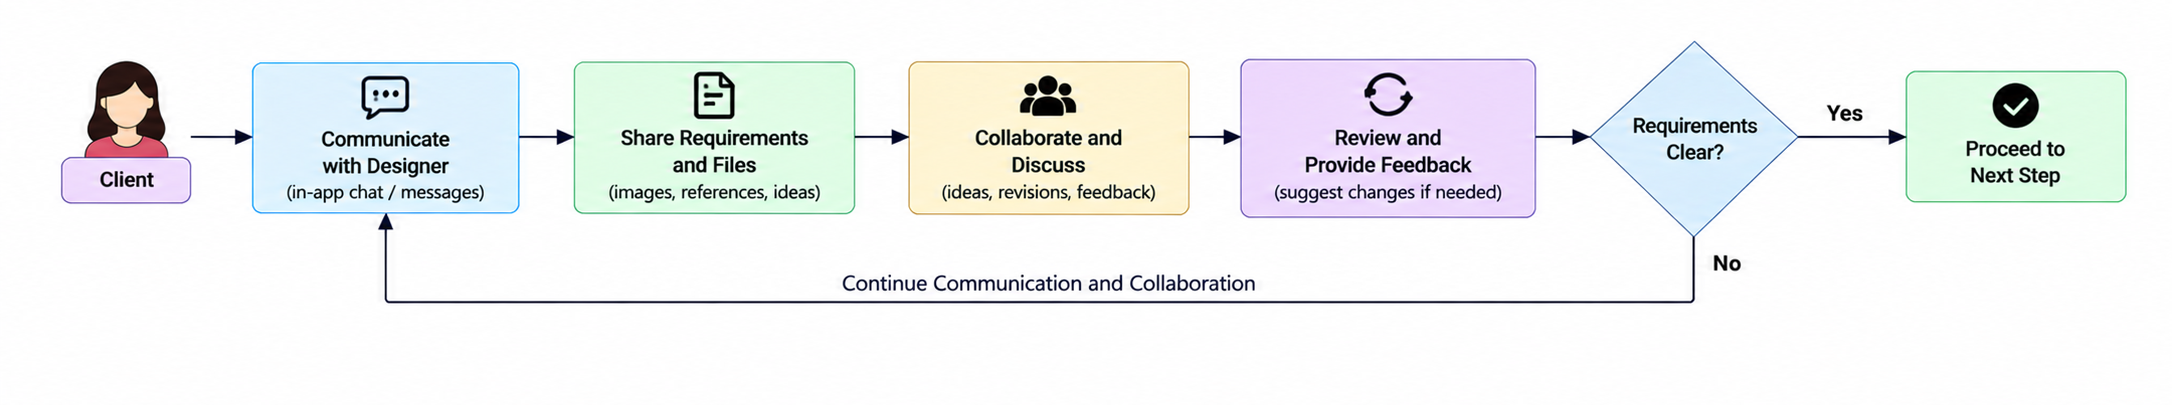 Client
Communicate
with Designer
(in-app chat / messages)
Share Requirements
and Files
(images, references, ideas)
Collaborate and
Discuss
(ideas, revisions, feedback)
Review and
Provide Feedback
(suggest changes if needed)
Requirements
Clear?
Yes
Proceed to
Next Step
No
Continue Communication and Collaboration